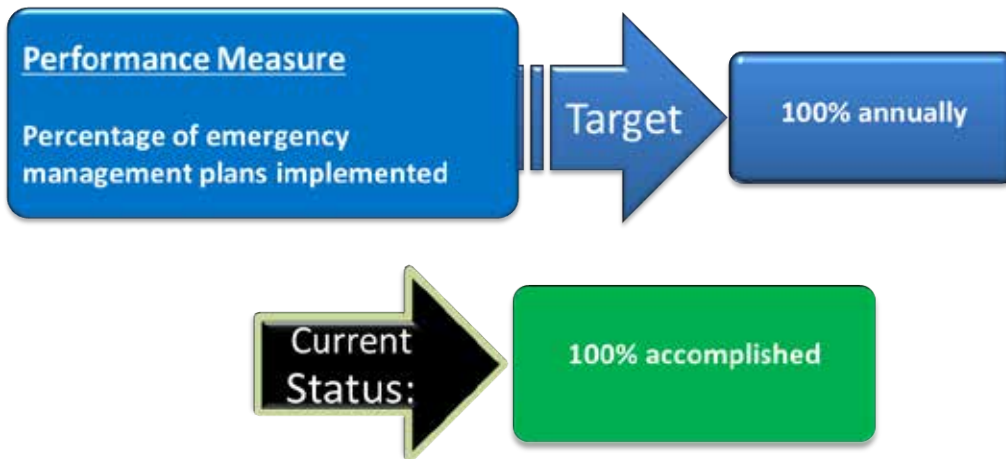 Performance Measure
Percentage of emergency
management plans implemented
Target
100% annually
Current
Status:
100% accomplished